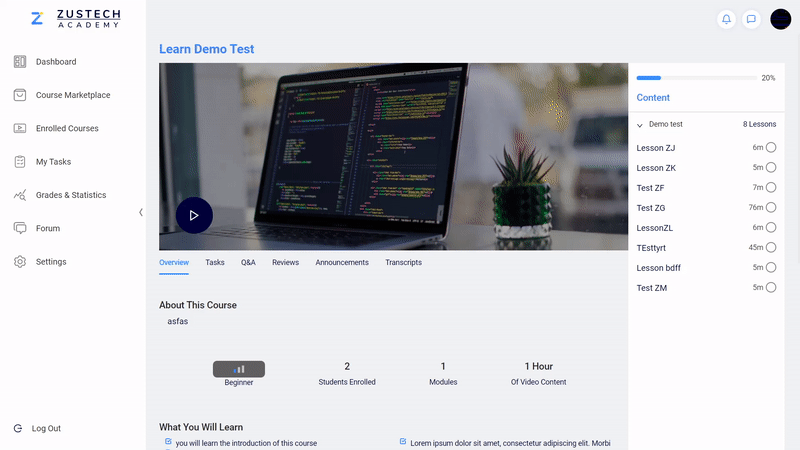 ZUSTECH
ACADEMY
Dashboard
Course Marketplace
Enrolled Courses
My Tasks
Grades & Statistics
Forum
Settings
Log Out
Learn Demo Test
Overview
Tasks
Q&A
Reviews
Announcements
Transcripts
About This Course
asfas
Beginner
2
Students Enrolled
1
Modules
1 Hour
Of Video Content
What You Will Learn
you will learn the introduction of this course
Lorem ipsum dolor sit amet, consectetur adipiscing elit. Morbi
20%
Content
Demo test 8 Lessons
Lesson ZJ 6m
Lesson ZK 5m
Test ZF 7m
Test ZG 76m
LessonZL 6m
TEsttyrt 45m
Lesson bdff 5m
Test ZM 5m